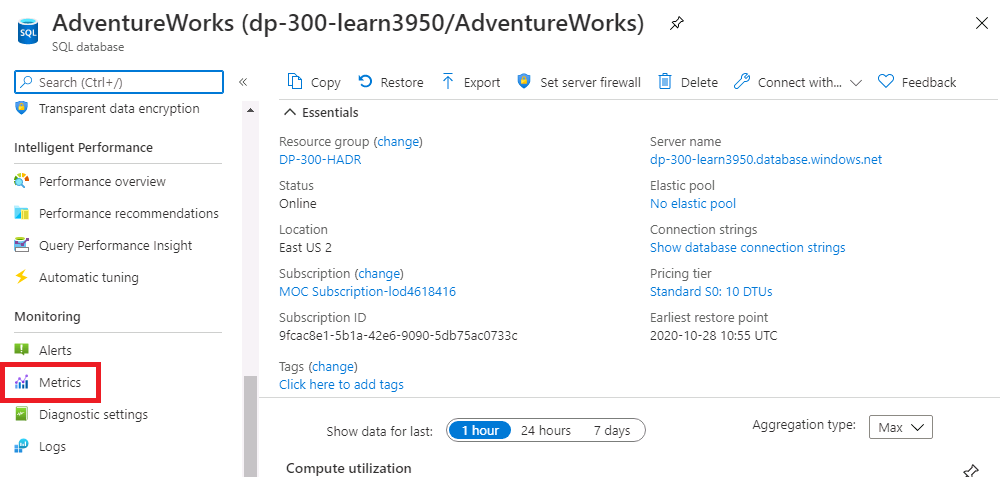 AdventureWorks (dp-300-learn3950/AdventureWorks)
SQL
SQL database
Search (Ctrl+/)
Transparent data encryption
Intelligent Performance
Performance overview
Performance recommendations
Query Performance Insight
Automatic tuning
Monitoring
Alerts
Metrics
Diagnostic settings
Logs
Copy Restore Export Set server firewall Delete Connect with... Feedback
Essentials
Resource group (change)
DP-300-HADR
Status
Online
Location
East US 2
Subscription (change)
MOC Subscription-lod4618416
Subscription ID
9fcac8e1-5b1a-42e6-9090-5db75ac0733c
Tags (change)
Click here to add tags
Server name
dp-300-learn3950.database.windows.net
Elastic pool
No elastic pool
Connection strings
Show database connection strings
Pricing tier
Standard S0: 10 DTUs
Earliest restore point
2020-10-28 10:55 UTC
Show data for last: 1 hour 24 hours 7 days Aggregation type: Max
Compute utilization